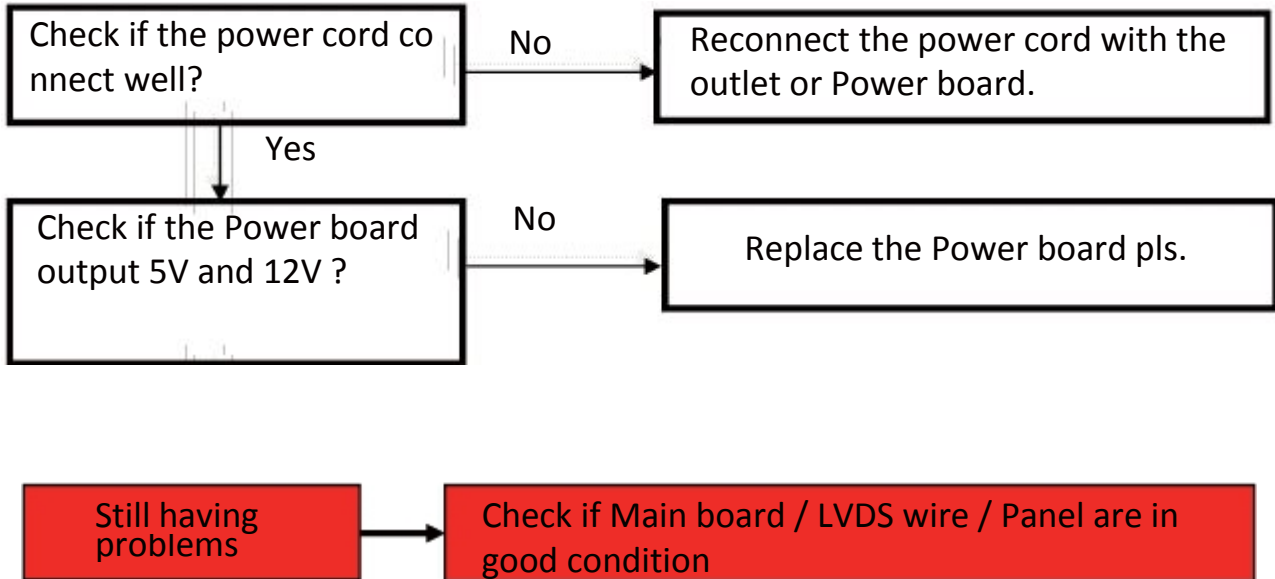 Check if the power cord co
nnect well?
No
Reconnect the power cord with the
outlet or Power board.
Yes
Check if the Power board
output 5V and 12V ?
No
Replace the Power board pls.
Still having
problems
Check if Main board / LVDS wire / Panel are in
good condition